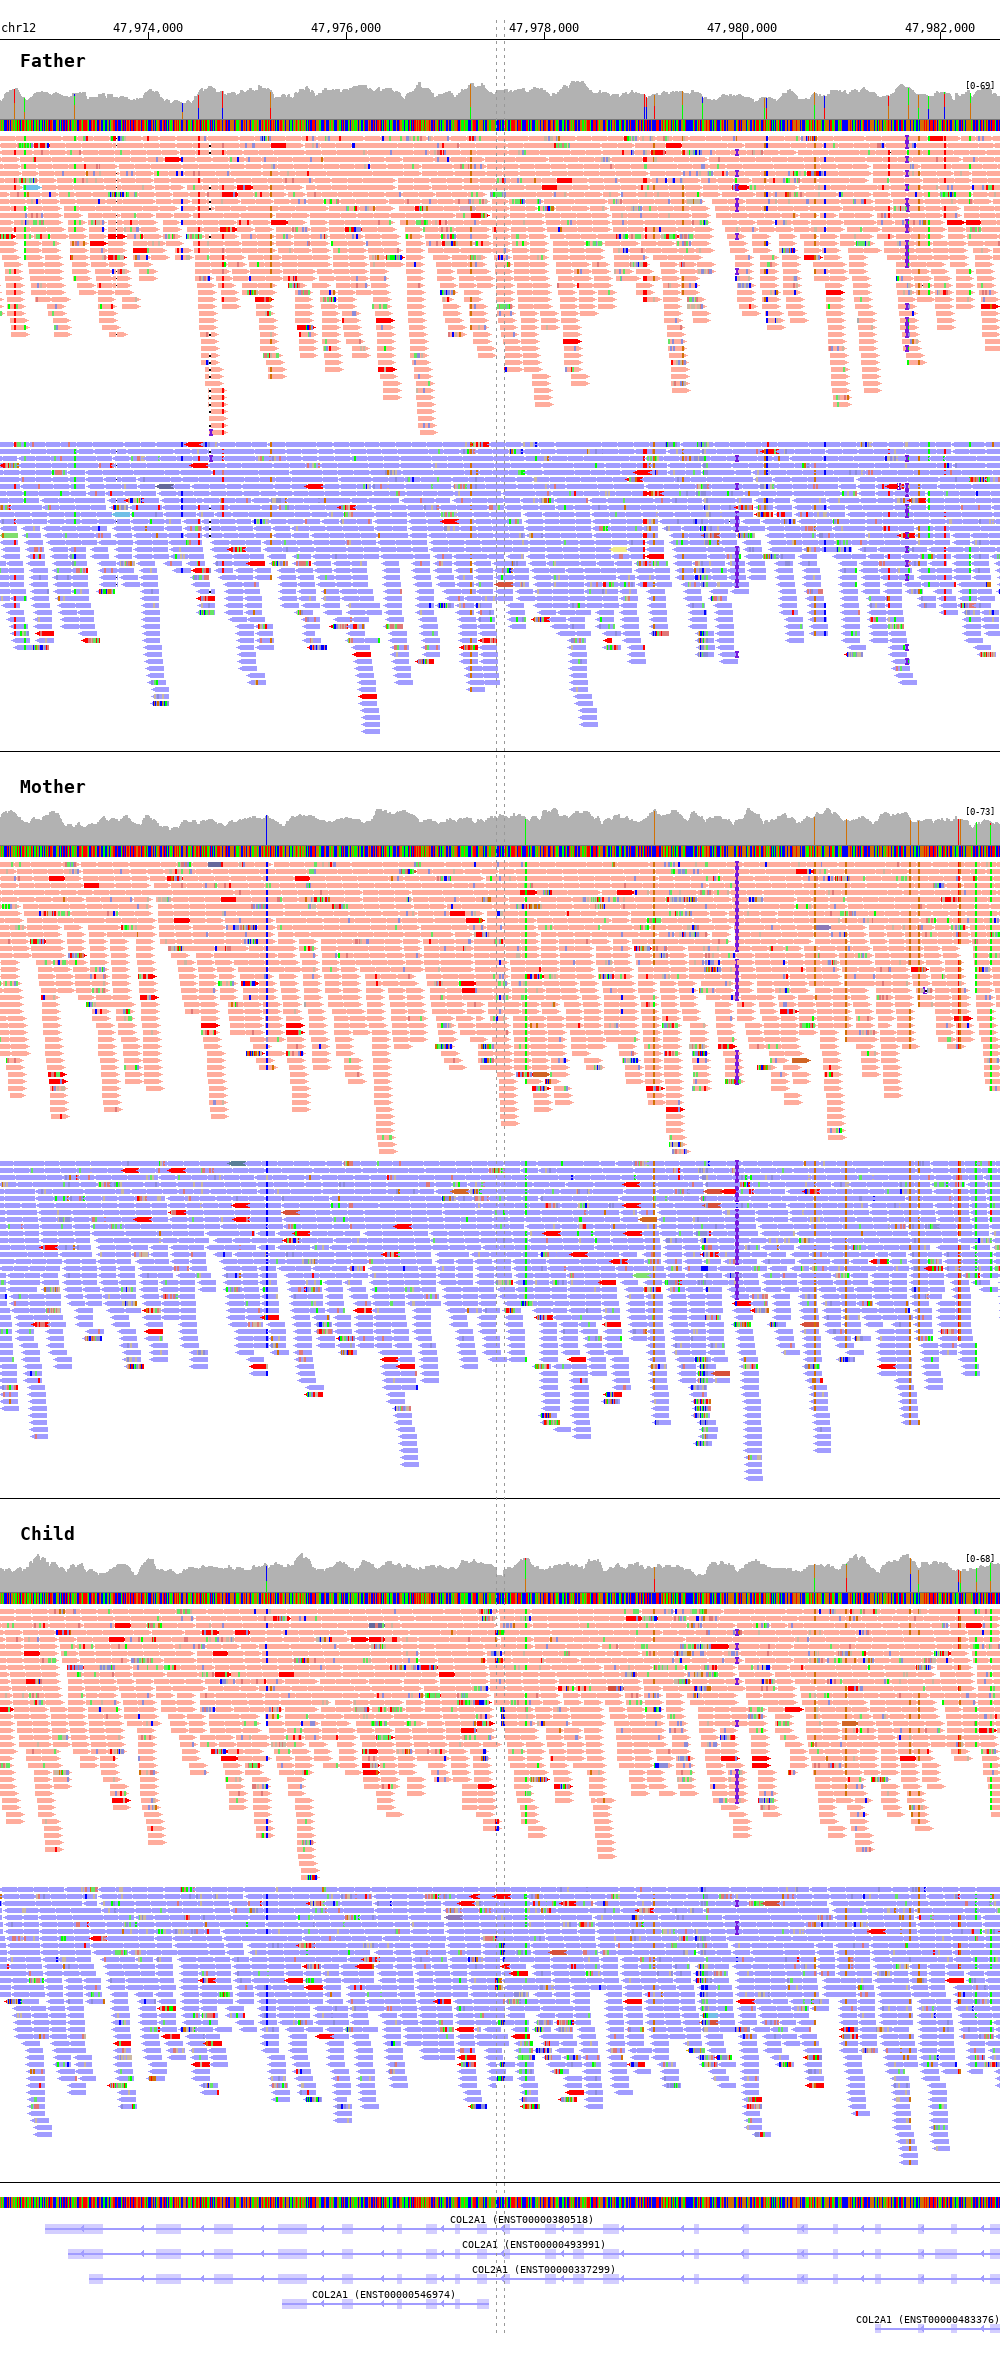 chr12 47,974,000 47,976,000 47,978,000 47,980,000 47,982,000
Father
[0-69]
Mother
[0-73]
Child
[0-68]
COL2A1 (ENST00000380518)
COL2A1 (ENST00000493991)
COL2A1 (ENST00000337299)
COL2A1 (ENST00000546974)
COL2A1 (ENST00000483376)